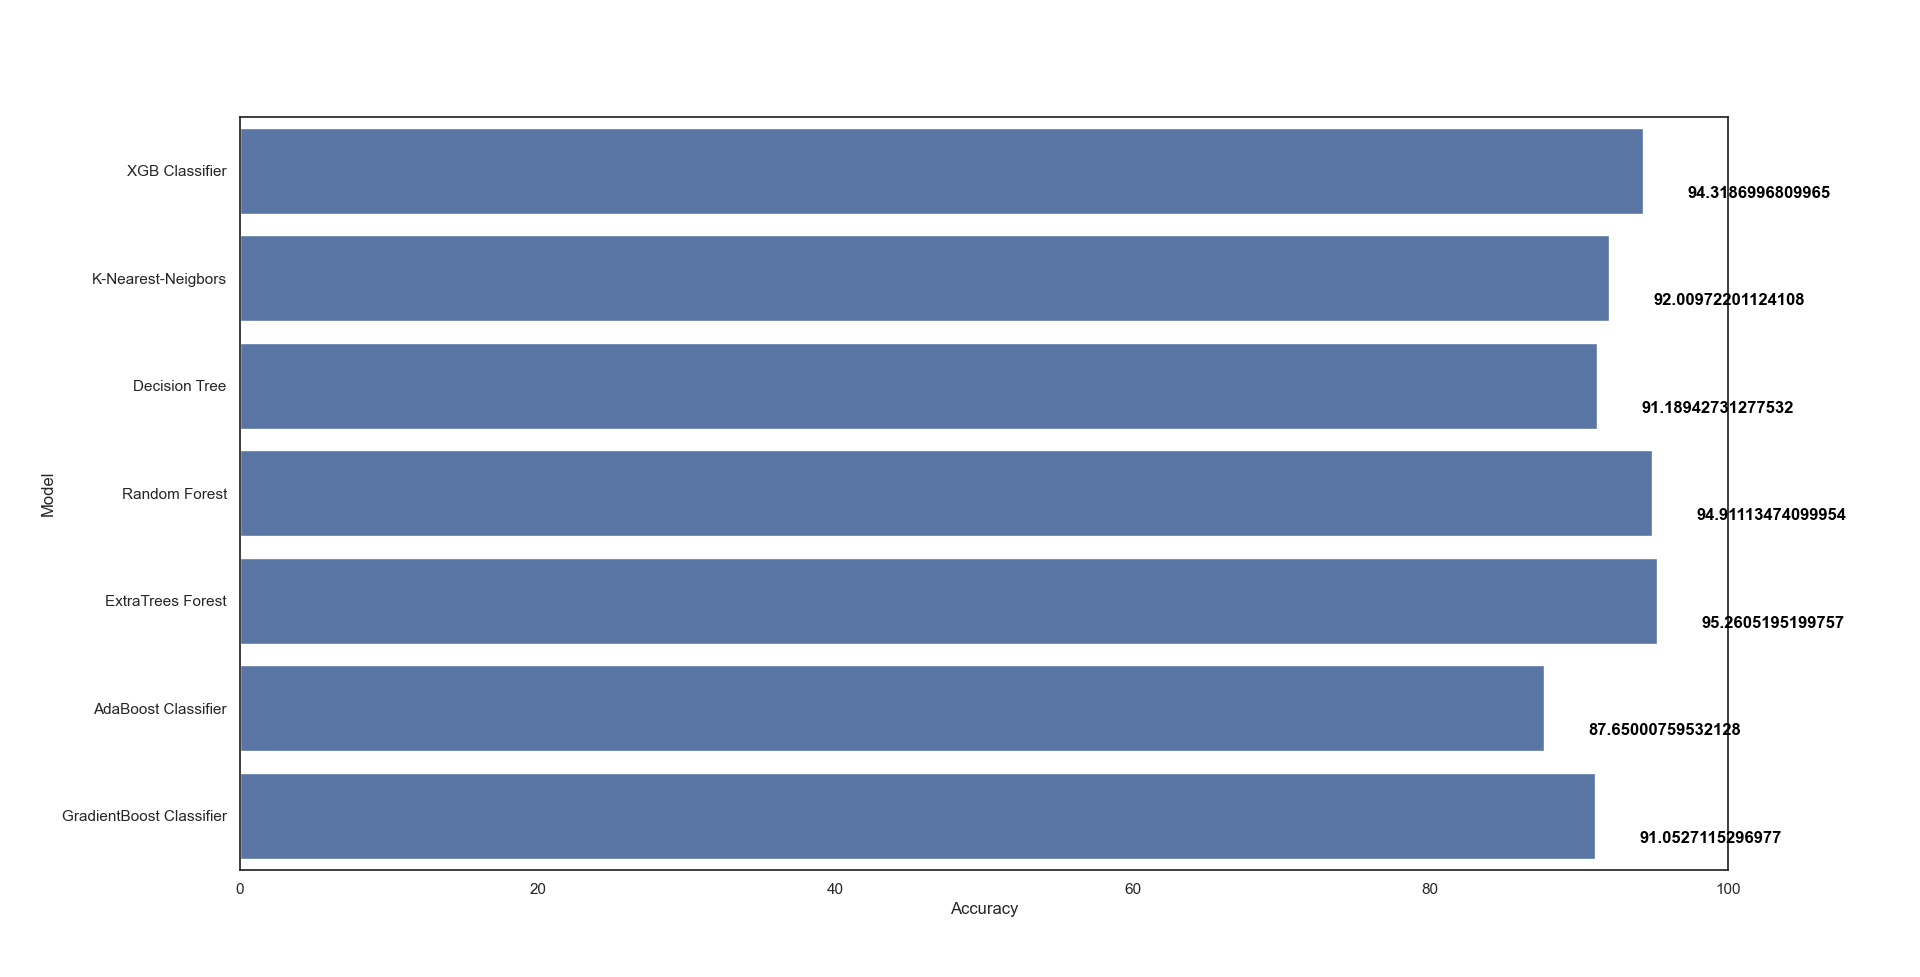 XGB Classifier
94.3186996809965
K-Nearest-Neigbors
92.00972201124108
Decision Tree
91.18942731277532
Model
Random Forest
94.91113474099954
ExtraTrees Forest
95.2605195199757
AdaBoost Classifier
87.65000759532128
GradientBoost Classifier
91.0527115296977
0 20 40 60 80 100
Accuracy